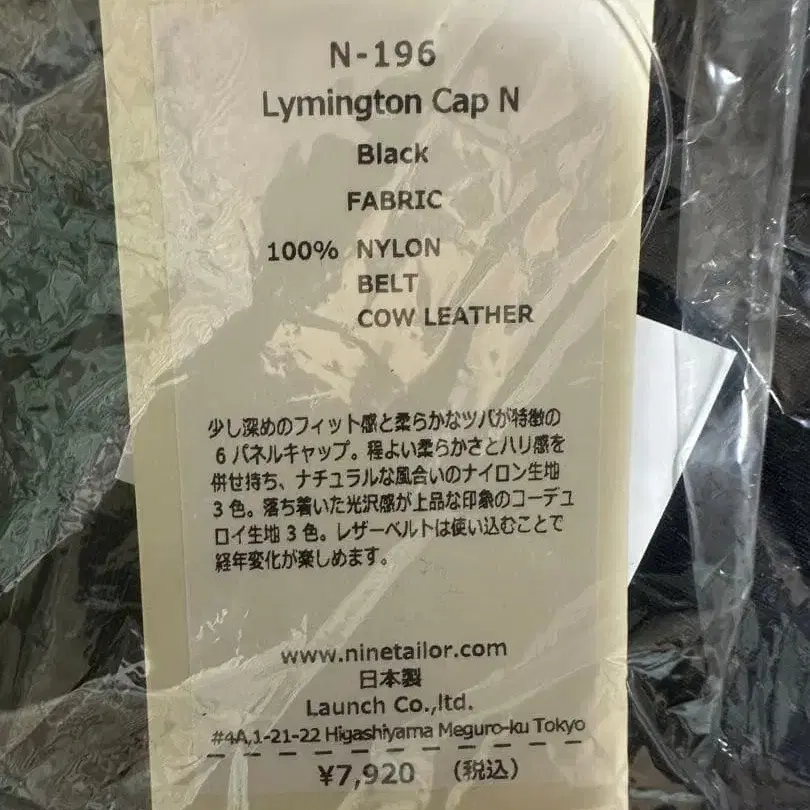 N-196
Lymington Cap N
Black
FABRIC
100% NYLON
BELT
COW LEATHER
少し深めのフィット感と柔らかなツバが特徴の
6パネルキャップ。程よい柔らかさとハリ感を
併せ持ち、ナチュラルな風合いのナイロン生地
3色。落ち着いた光沢感が上品な印象のコーデュ
ロイ生地3色。レザーベルトは使い込むことで
経年変化が楽しめます。
www.ninetailor.com
日本製
Launch Co.,ltd.
#4A,1-21-22 Higashiyama Meguro-ku Tokyo
¥7,920 （税込）